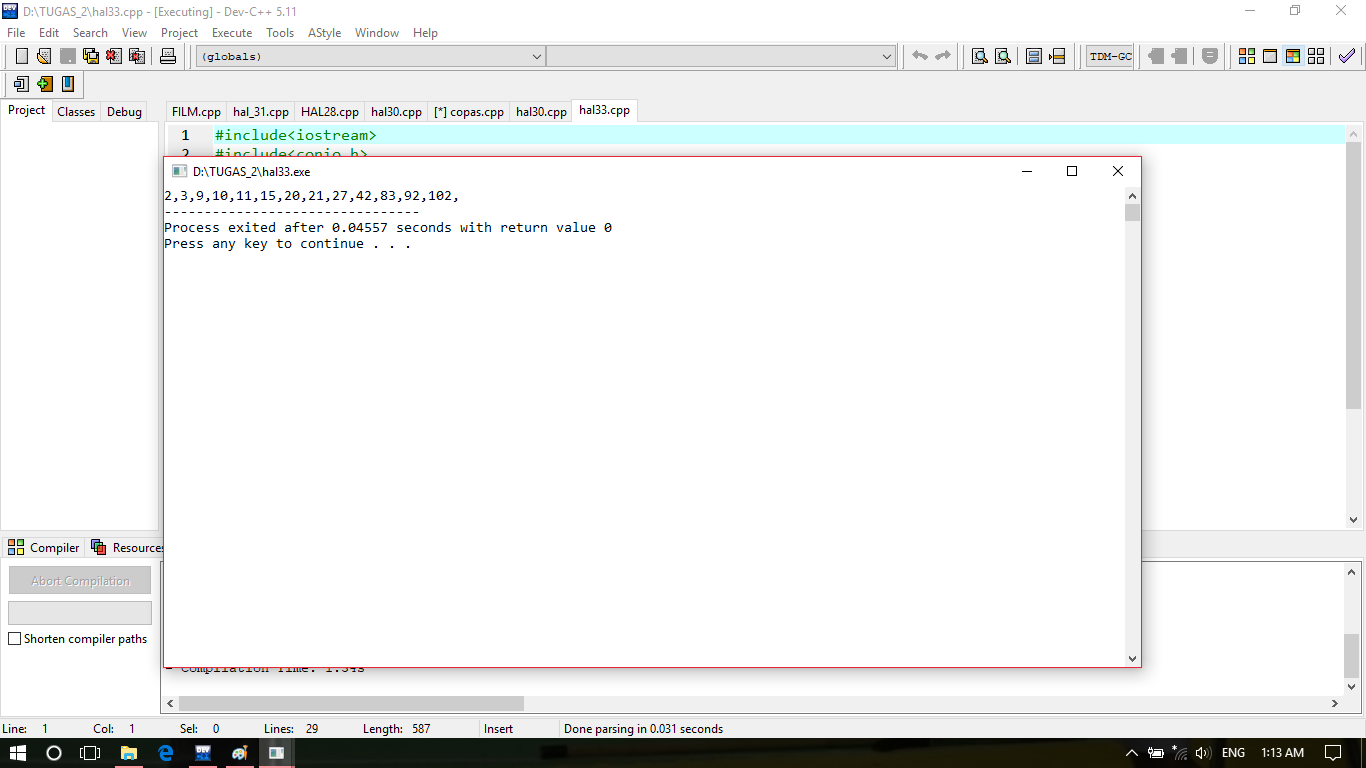 D:\TUGAS_2\hal33.cpp - [Executing] - Dev-C++ 5.11
File Edit Search View Project Execute Tools AStyle Window Help
(globals)
TDM-GC
Project Classes Debug
FILM.cpp hal_31.cpp HAL28.cpp hal30.cpp [*] copas.cpp hal30.cpp hal33.cpp
1 #include<iostream>
2 #include<conio.h>
D:\TUGAS_2\hal33.exe
2,3,9,10,11,15,20,21,27,42,83,92,102,
--------------------------------
Process exited after 0.04557 seconds with return value 0
Press any key to continue . . .
Compiler Resources
Abort Compilation
Shorten compiler paths
- Compilation Time: 1.34s
Line: 1 Col: 1 Sel: 0 Lines: 29 Length: 587 Insert Done parsing in 0.031 seconds
ENG 1:13 AM